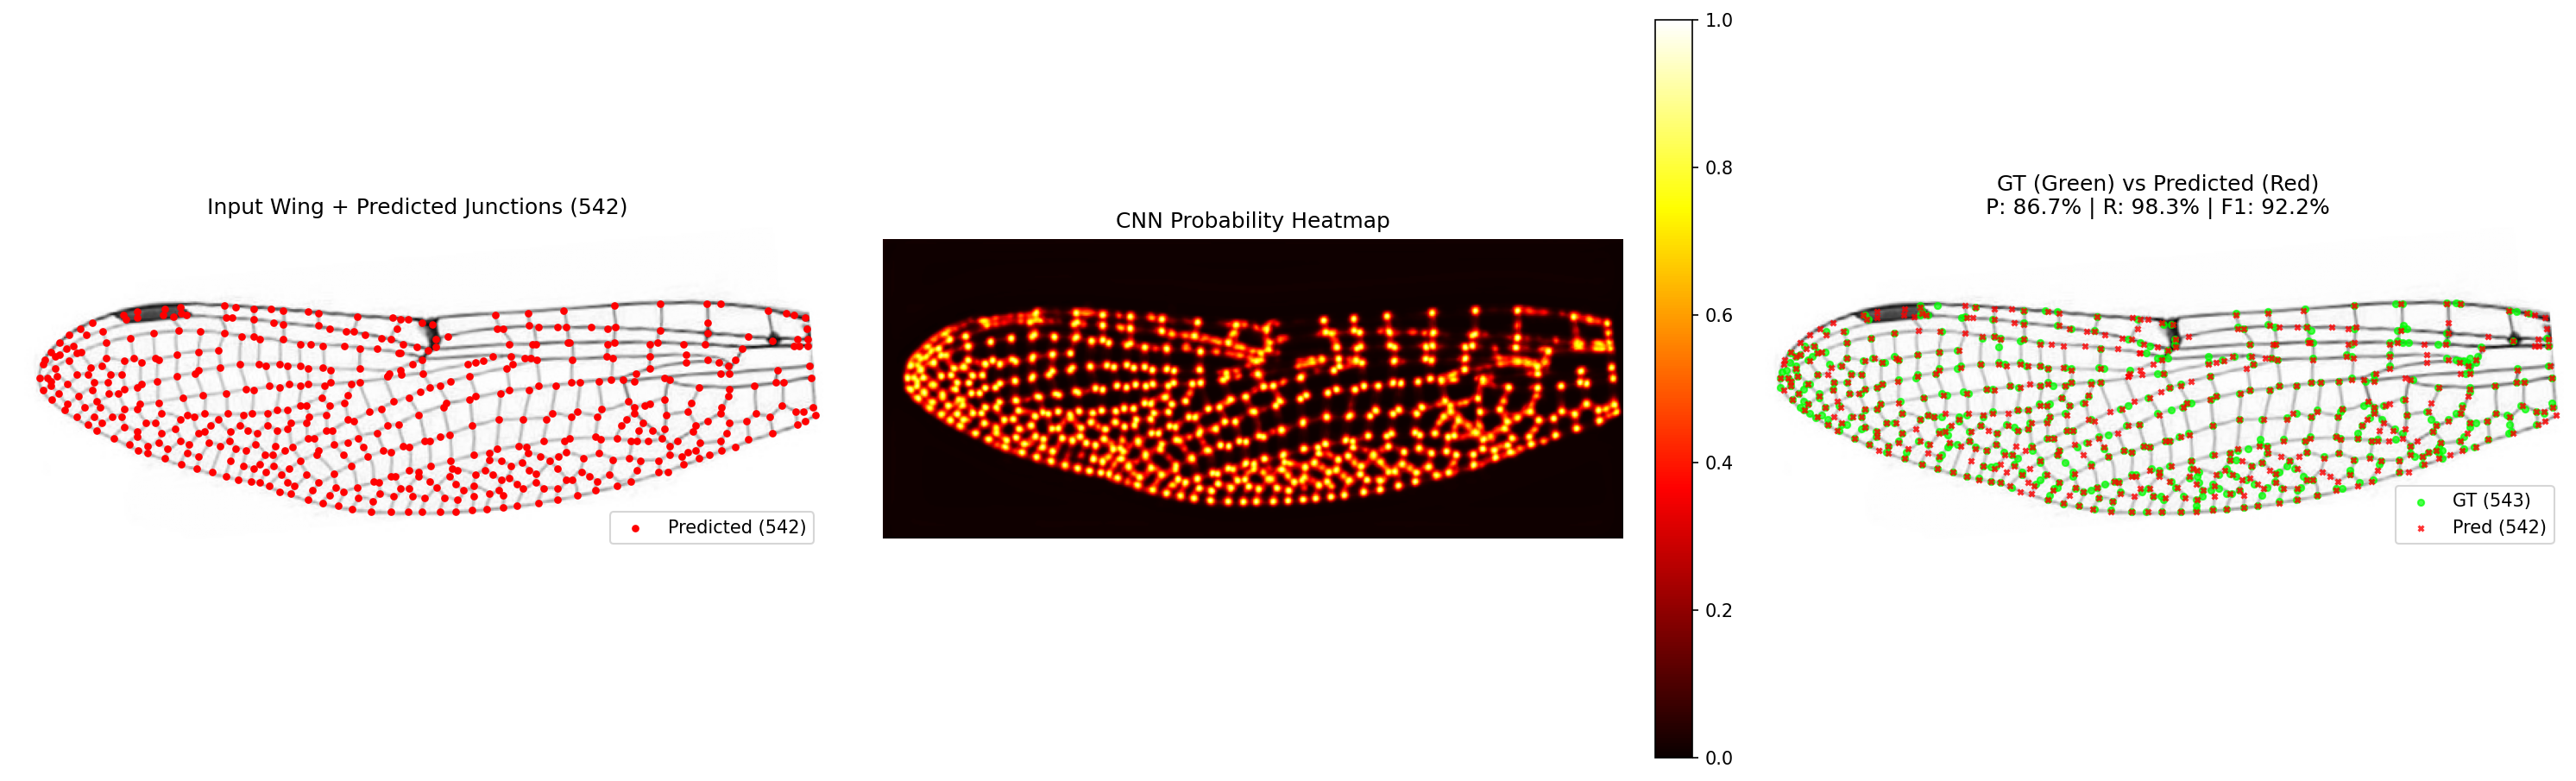 Input Wing + Predicted Junctions (542)
Predicted (542)
CNN Probability Heatmap
1.0
0.8
0.6
0.4
0.2
0.0
GT (Green) vs Predicted (Red)
P: 86.7% | R: 98.3% | F1: 92.2%
GT (543)
Pred (542)